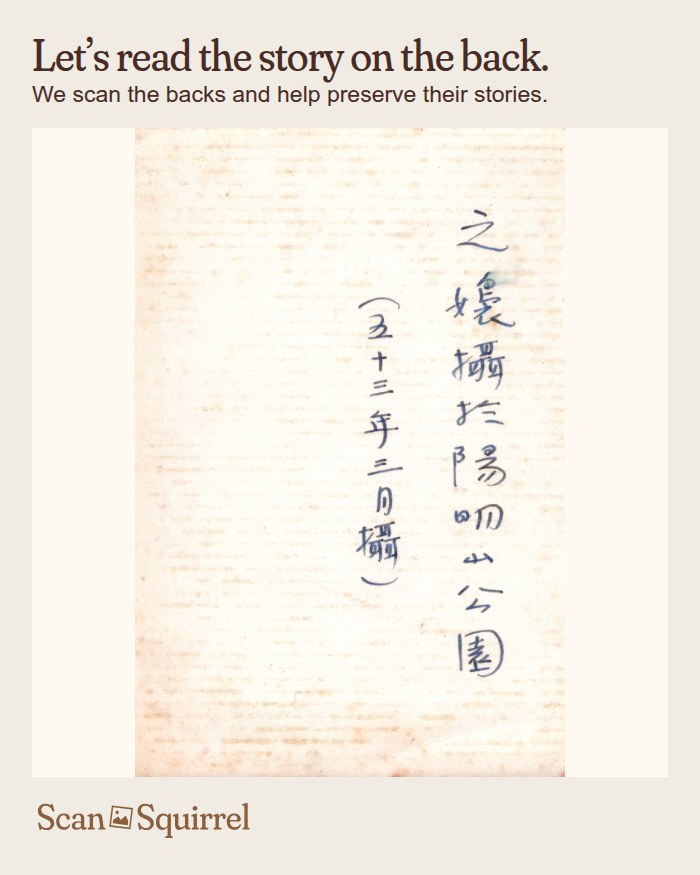 Let’s read the story on the back.
We scan the backs and help preserve their stories.
之嬝攝於陽明山公園
（五十三年三月攝）
Scan Squirrel